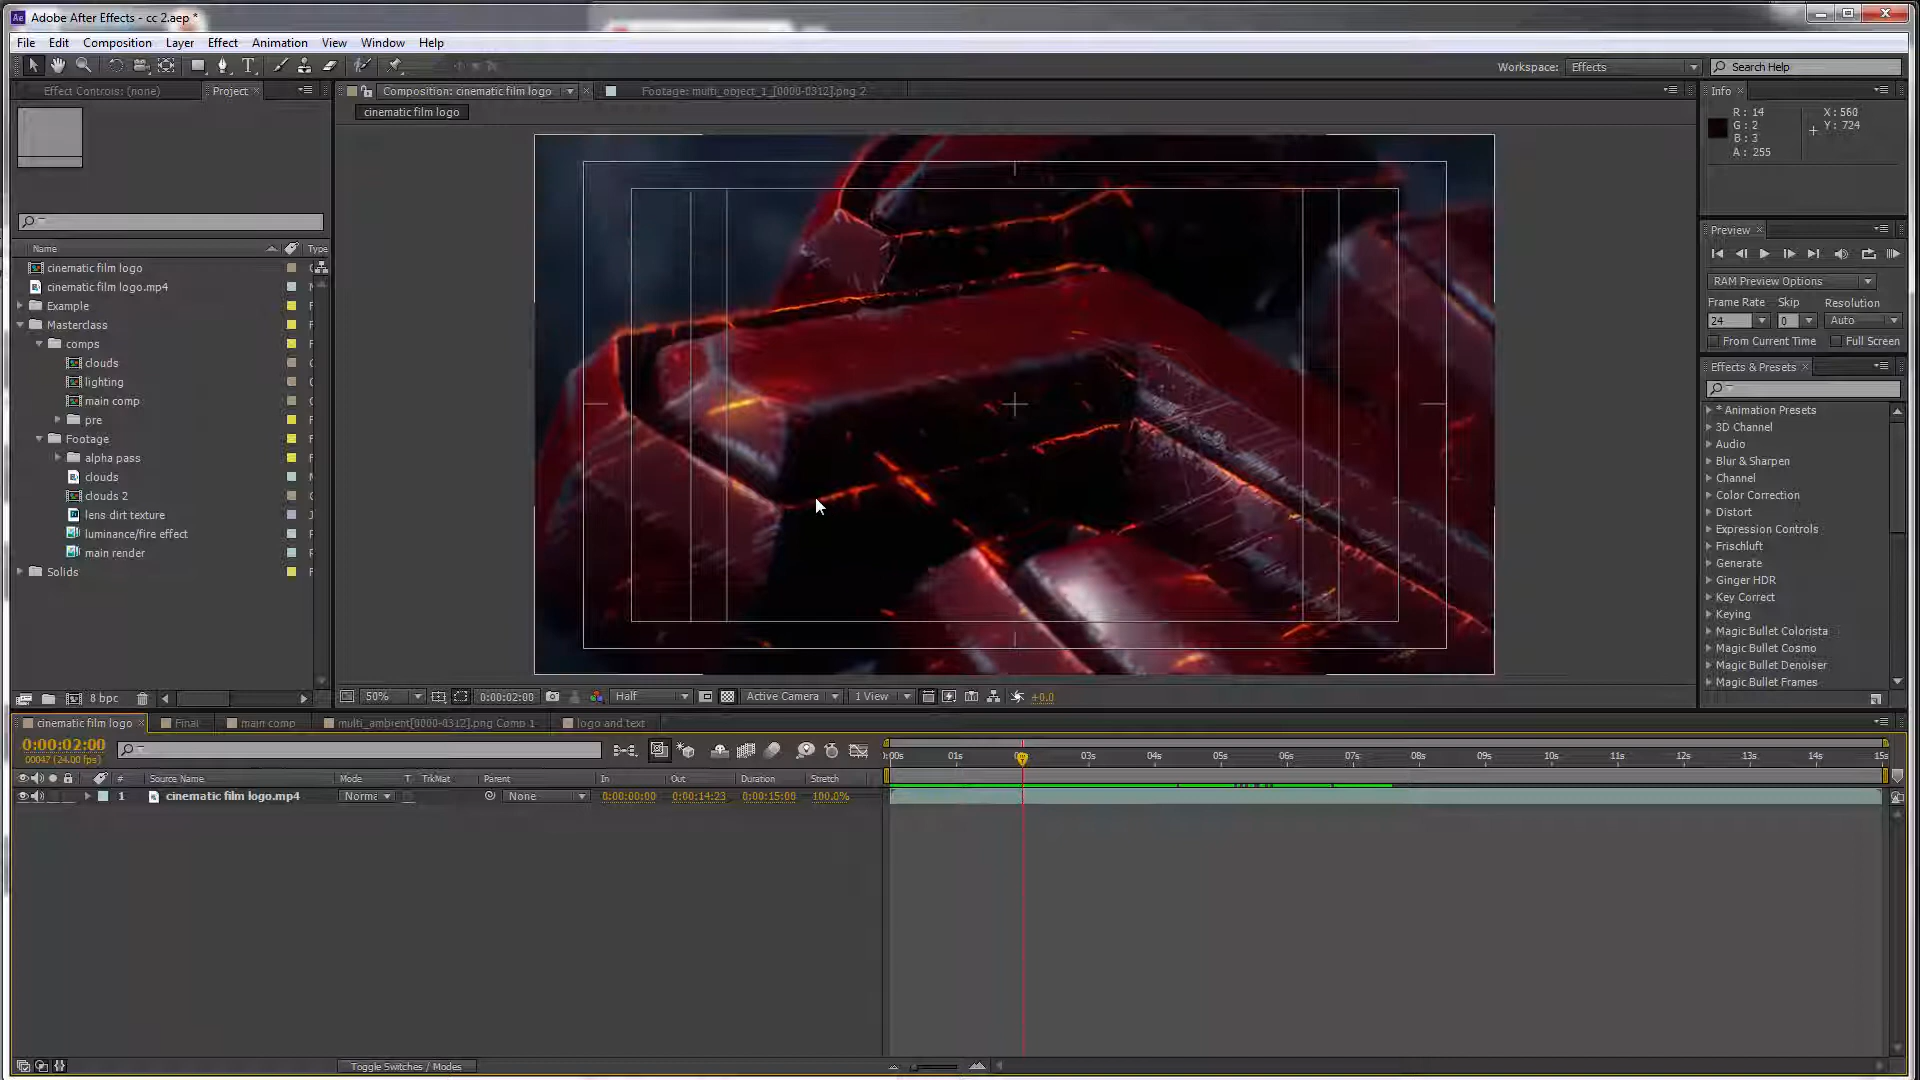 Adobe After Effects - cc 2.aep *
File Edit Composition Layer Effect Animation View Window Help
Workspace: Effects Search Help
Effect Controls: (none) Project
Composition: cinematic film logo Footage: multi_object_1_[0000-0312].png 2
cinematic film logo
Name Type
cinematic film logo
cinematic film logo.mp4
Example
Masterclass
comps
clouds
lighting
main comp
pre
Footage
alpha pass
clouds
clouds 2
lens dirt texture
luminance/fire effect
main render
Solids
8 bpc
50% 0:00:02:00 Half Active Camera 1 View +0.0
Info
R: 14 X: 560
G: 2 Y: 724
B: 3
A: 255
Preview
RAM Preview Options
Frame Rate Skip Resolution
24 0 Auto
From Current Time Full Screen
Effects & Presets
* Animation Presets
3D Channel
Audio
Blur & Sharpen
Channel
Color Correction
Distort
Expression Controls
Frischluft
Generate
Ginger HDR
Key Correct
Keying
Magic Bullet Colorista
Magic Bullet Cosmo
Magic Bullet Denoiser
Magic Bullet Frames
cinematic film logo Final main comp multi_ambient[0000-0312].png Comp 1 logo and text
0:00:02:00
00047 (24.00 fps)
:00s 01s 03s 04s 05s 06s 07s 08s 09s 10s 11s 12s 13s 14s 15s
# Source Name Mode T TrkMat Parent In Out Duration Stretch
1 cinematic film logo.mp4 Norma None 0:00:00:00 0:00:14:23 0:00:15:00 100.0%
Toggle Switches / Modes